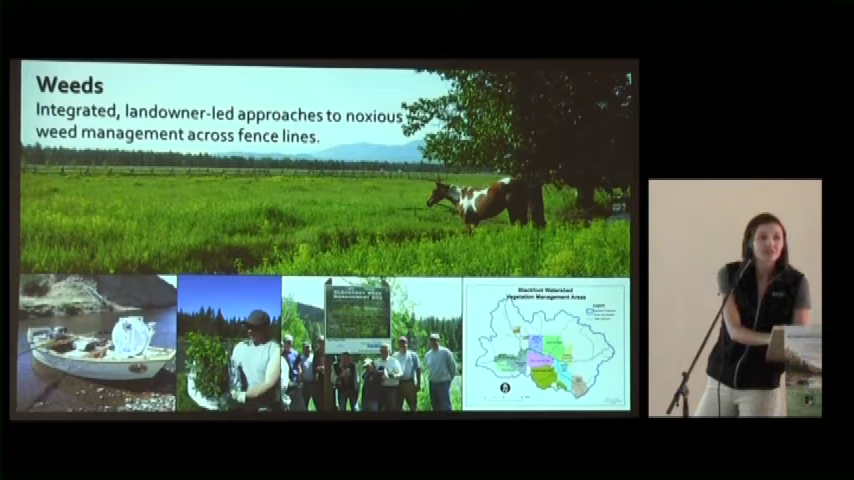 Weeds
Integrated, landowner-led approaches to noxious
weed management across fence lines.
Blackfoot Watershed
Vegetation Management Areas